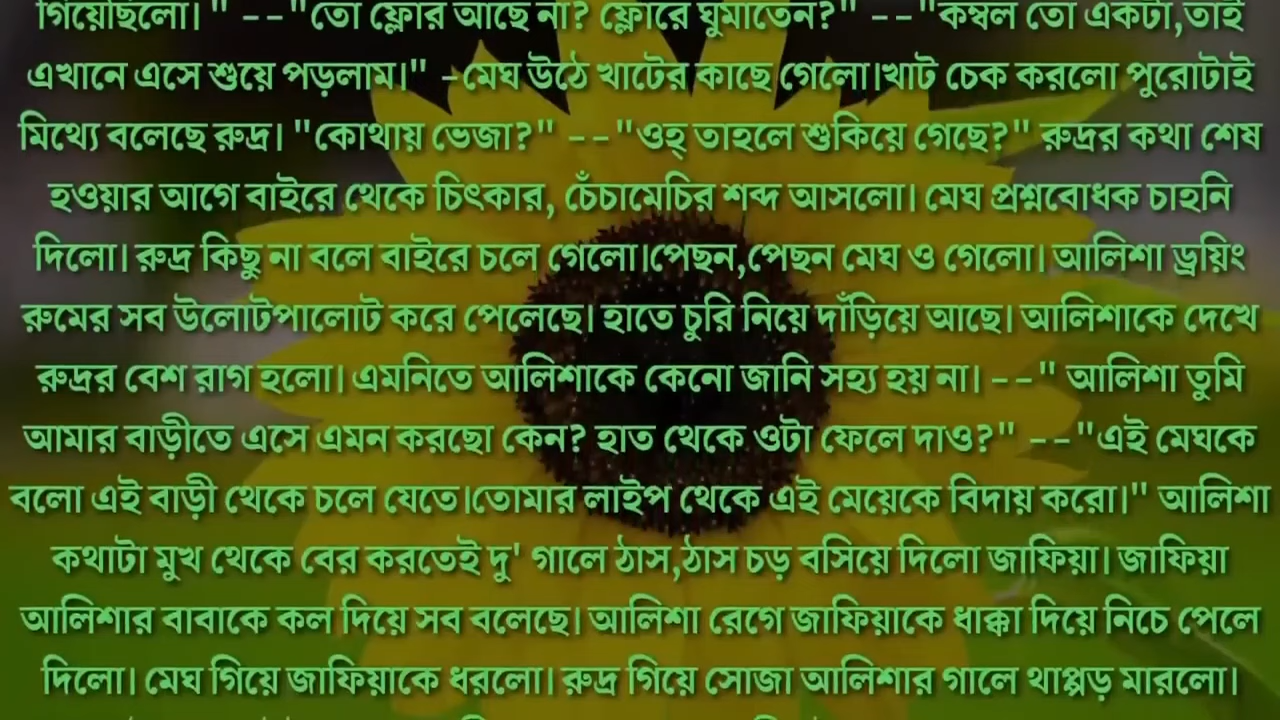 গিয়েছিলো। " --"তো ফ্লোর আছে না? ফ্লোরে ঘুমাতেন?" --"কম্বল তো একটা,তাই
এখানে এসে শুয়ে পড়লাম।" -মেঘ উঠে খাটের কাছে গেলো।খাট চেক করলো পুরোটাই
মিথ্যে বলেছে রুদ্র। "কোথায় ভেজা?" --"ওহ্ তাহলে শুকিয়ে গেছে?" রুদ্রর কথা শেষ
হওয়ার আগে বাইরে থেকে চিৎকার, চেঁচামেচির শব্দ আসলো। মেঘ প্রশ্নবোধক চাহনি
দিলো। রুদ্র কিছু না বলে বাইরে চলে গেলো।পেছন,পেছন মেঘ ও গেলো। আলিশা ড্রয়িং
রুমের সব উলোটপালোট করে পেলেছে। হাতে চুরি নিয়ে দাঁড়িয়ে আছে। আলিশাকে দেখে
রুদ্রর বেশ রাগ হলো। এমনিতে আলিশাকে কেনো জানি সহ্য হয় না। --" আলিশা তুমি
আমার বাড়ীতে এসে এমন করছো কেন? হাত থেকে ওটা ফেলে দাও?" --"এই মেঘকে
বলো এই বাড়ী থেকে চলে যেতে।তোমার লাইপ থেকে এই মেয়েকে বিদায় করো।" আলিশা
কথাটা মুখ থেকে বের করতেই দু' গালে ঠাস,ঠাস চড় বসিয়ে দিলো জাফিয়া। জাফিয়া
আলিশার বাবাকে কল দিয়ে সব বলেছে। আলিশা রেগে জাফিয়াকে ধাক্কা দিয়ে নিচে পেলে
দিলো। মেঘ গিয়ে জাফিয়াকে ধরলো। রুদ্র গিয়ে সোজা আলিশার গালে থাপ্পড় মারলো।